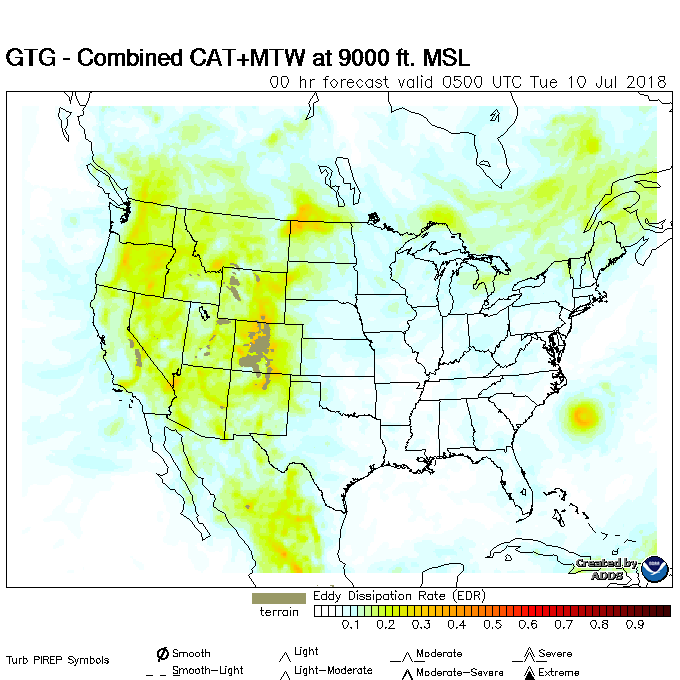 GTG - Combined CAT+MTW at 9000 ft. MSL
00 hr forecast valid 0500 UTC Tue 10 Jul 2018
Created by
ADDS
Eddy Dissipation Rate (EDR)
terrain
0.1 0.2 0.3 0.4 0.5 0.6 0.7 0.8 0.9
Turb PIREP Symbols
Smooth Light Moderate Severe
Smooth-Light Light-Moderate Moderate-Severe Extreme